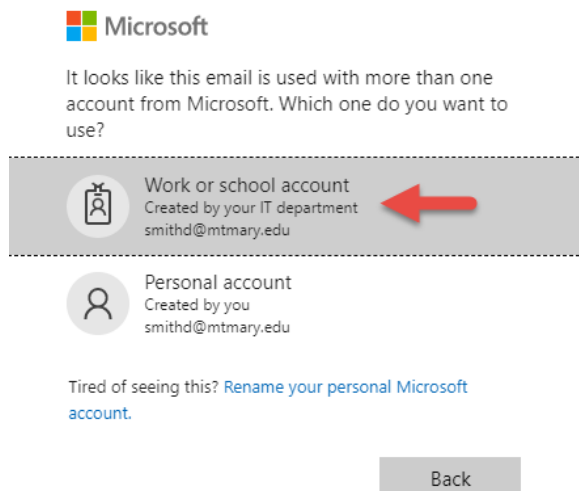 Microsoft
It looks like this email is used with more than one
account from Microsoft. Which one do you want to
use?
Work or school account
Created by your IT department
smithd@mtmary.edu
Personal account
Created by you
smithd@mtmary.edu
Tired of seeing this? Rename your personal Microsoft
account.
Back